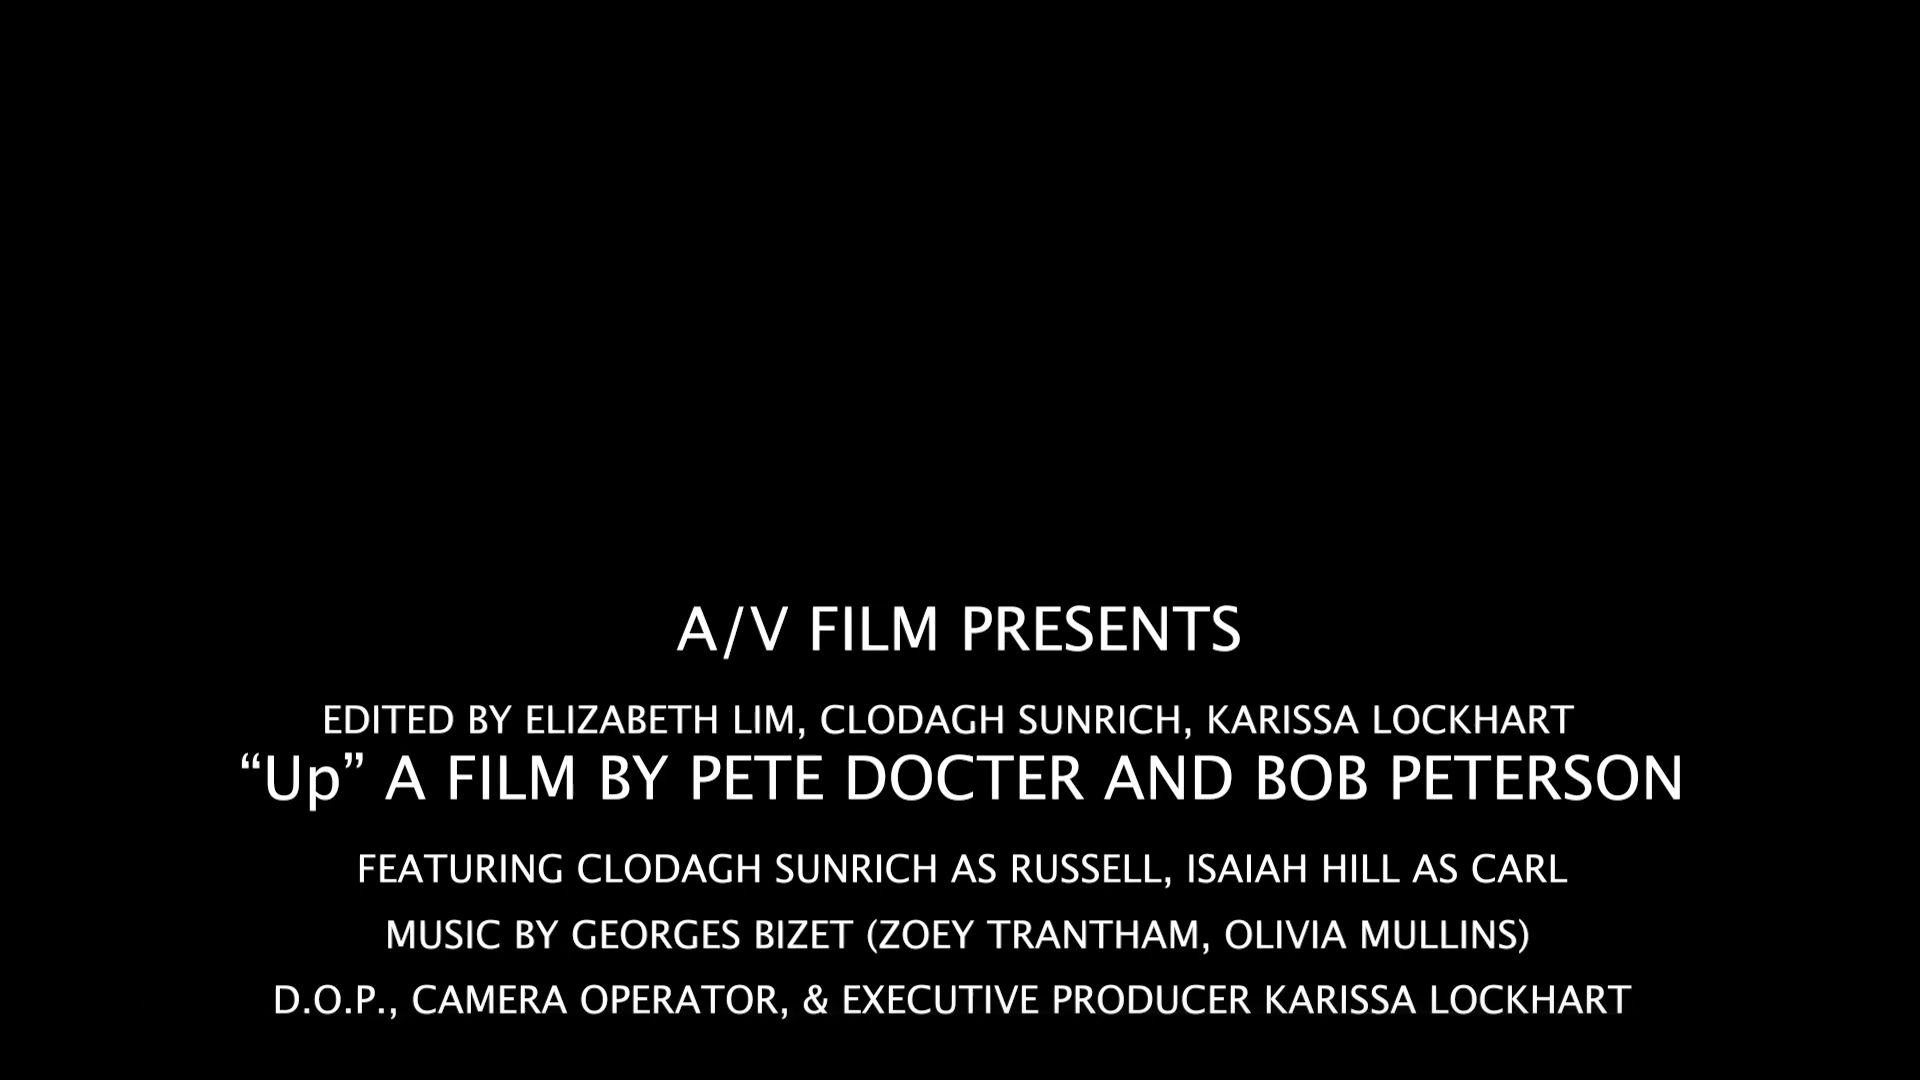 A/V FILM PRESENTS
EDITED BY ELIZABETH LIM, CLODAGH SUNRICH, KARISSA LOCKHART
“Up” A FILM BY PETE DOCTER AND BOB PETERSON
FEATURING CLODAGH SUNRICH AS RUSSELL, ISAIAH HILL AS CARL
MUSIC BY GEORGES BIZET (ZOEY TRANTHAM, OLIVIA MULLINS)
D.O.P., CAMERA OPERATOR, & EXECUTIVE PRODUCER KARISSA LOCKHART